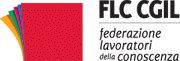 FLC CGIL
federazione
lavoratori
della conoscenza